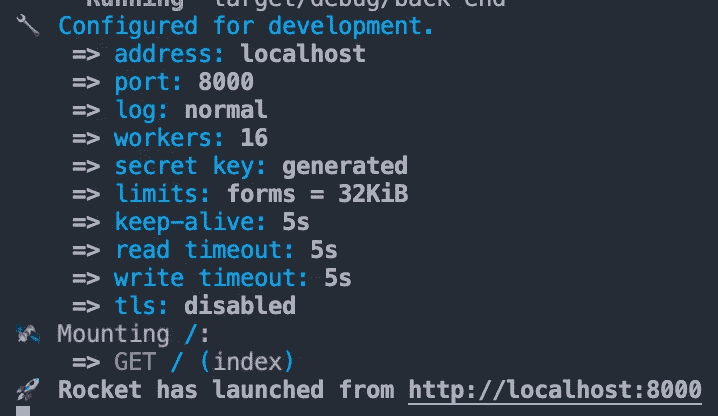 Running `target/debug/back-end`
🔧 Configured for development.
=> address: localhost
=> port: 8000
=> log: normal
=> workers: 16
=> secret key: generated
=> limits: forms = 32KiB
=> keep-alive: 5s
=> read timeout: 5s
=> write timeout: 5s
=> tls: disabled
🛰 Mounting /:
=> GET / (index)
🚀 Rocket has launched from http://localhost:8000